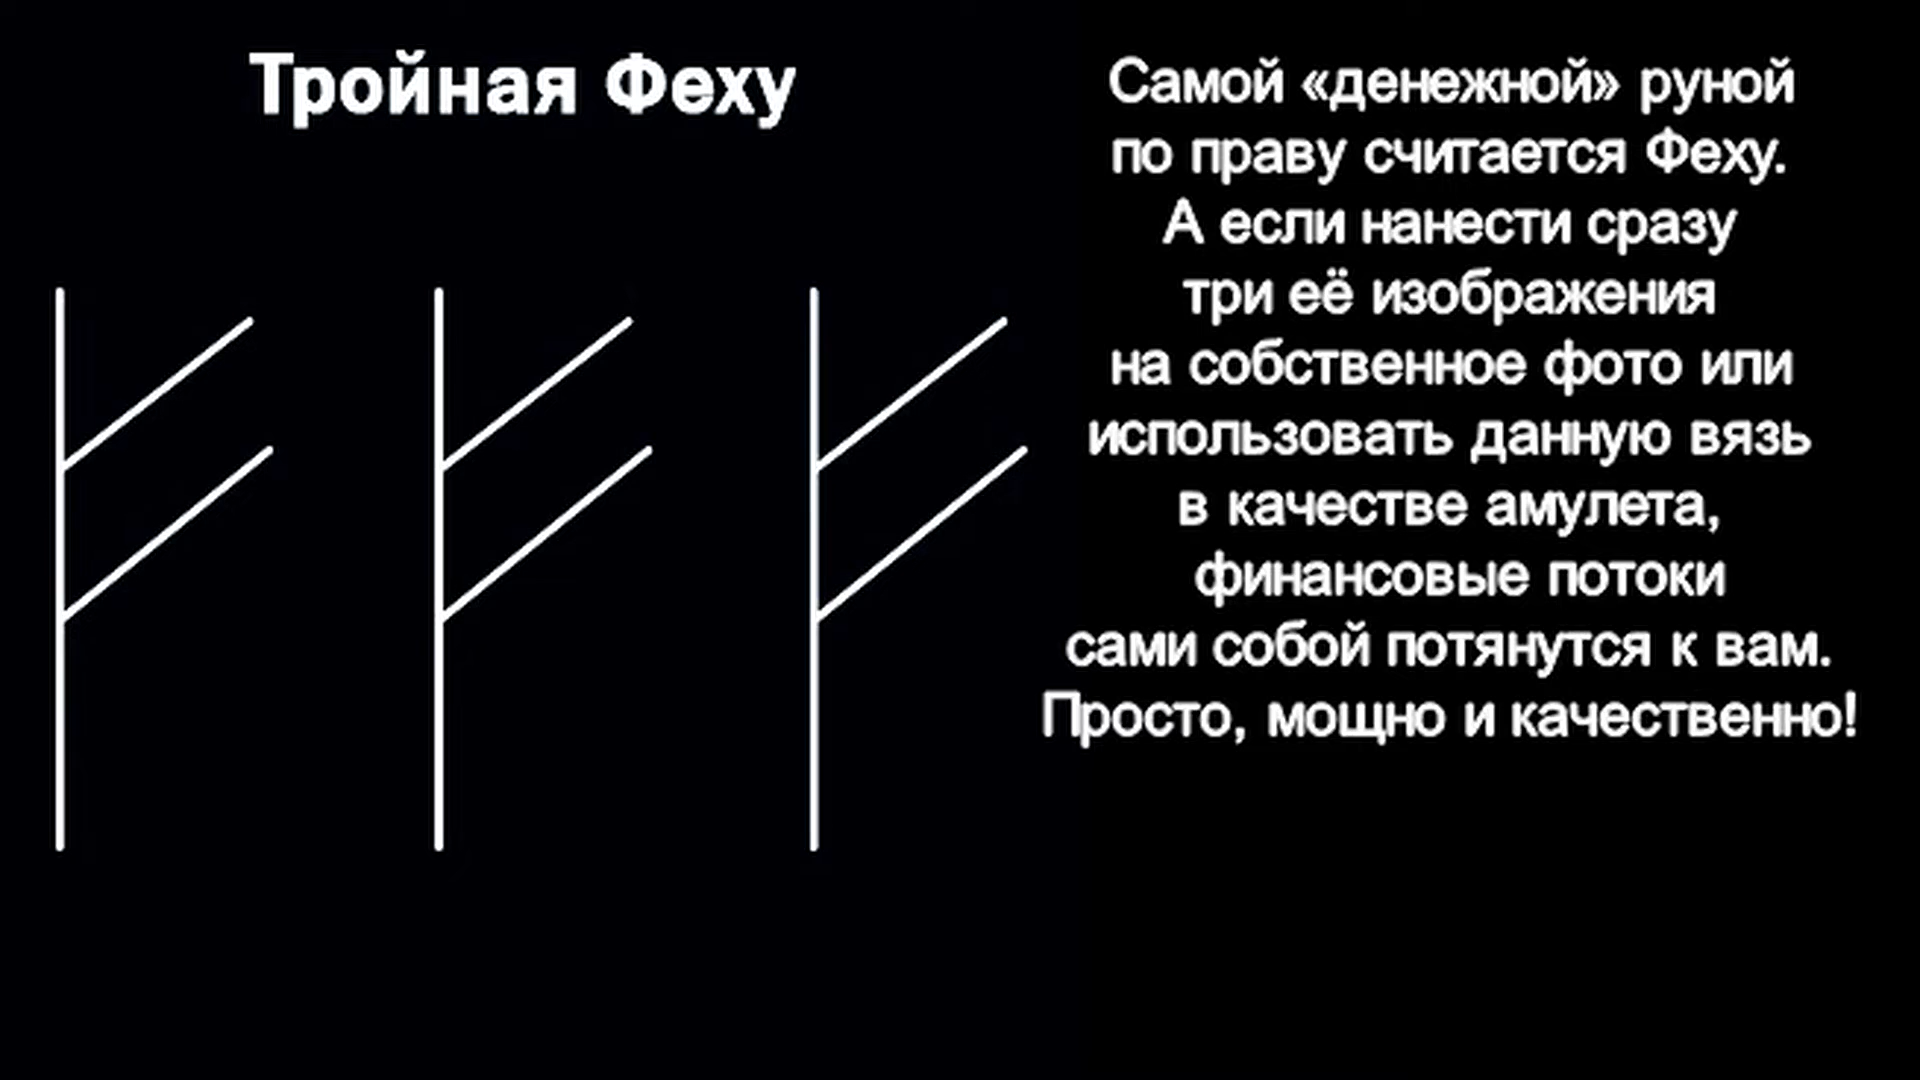 Тройная Феху
Самой «денежной» руной
по праву считается Феху.
А если нанести сразу
три её изображения
на собственное фото или
использовать данную вязь
в качестве амулета,
финансовые потоки
сами собой потянутся к вам.
Просто, мощно и качественно!